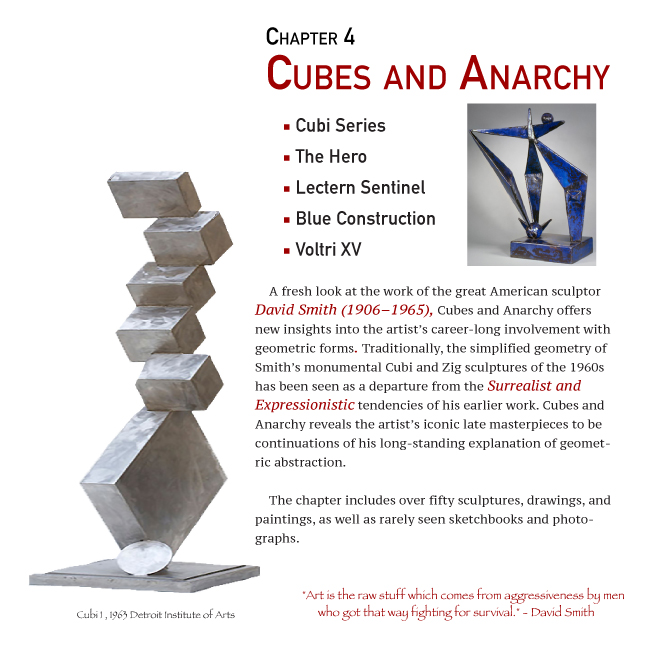 Chapter 4
Cubes and Anarchy
▪ Cubi Series
▪ The Hero
▪ Lectern Sentinel
▪ Blue Construction
▪ Voltri XV
A fresh look at the work of the great American sculptor
David Smith (1906–1965), Cubes and Anarchy offers
new insights into the artist's career-long involvement with
geometric forms. Traditionally, the simplified geometry of
Smith's monumental Cubi and Zig sculptures of the 1960s
has been seen as a departure from the Surrealist and
Expressionistic tendencies of his earlier work. Cubes and
Anarchy reveals the artist's iconic late masterpieces to be
continuations of his long-standing explanation of geomet-
ric abstraction.
The chapter includes over fifty sculptures, drawings, and
paintings, as well as rarely seen sketchbooks and photo-
graphs.
"Art is the raw stuff which comes from aggressiveness by men
who got that way fighting for survival." - David Smith
Cubi 1, 1963 Detroit Institute of Arts